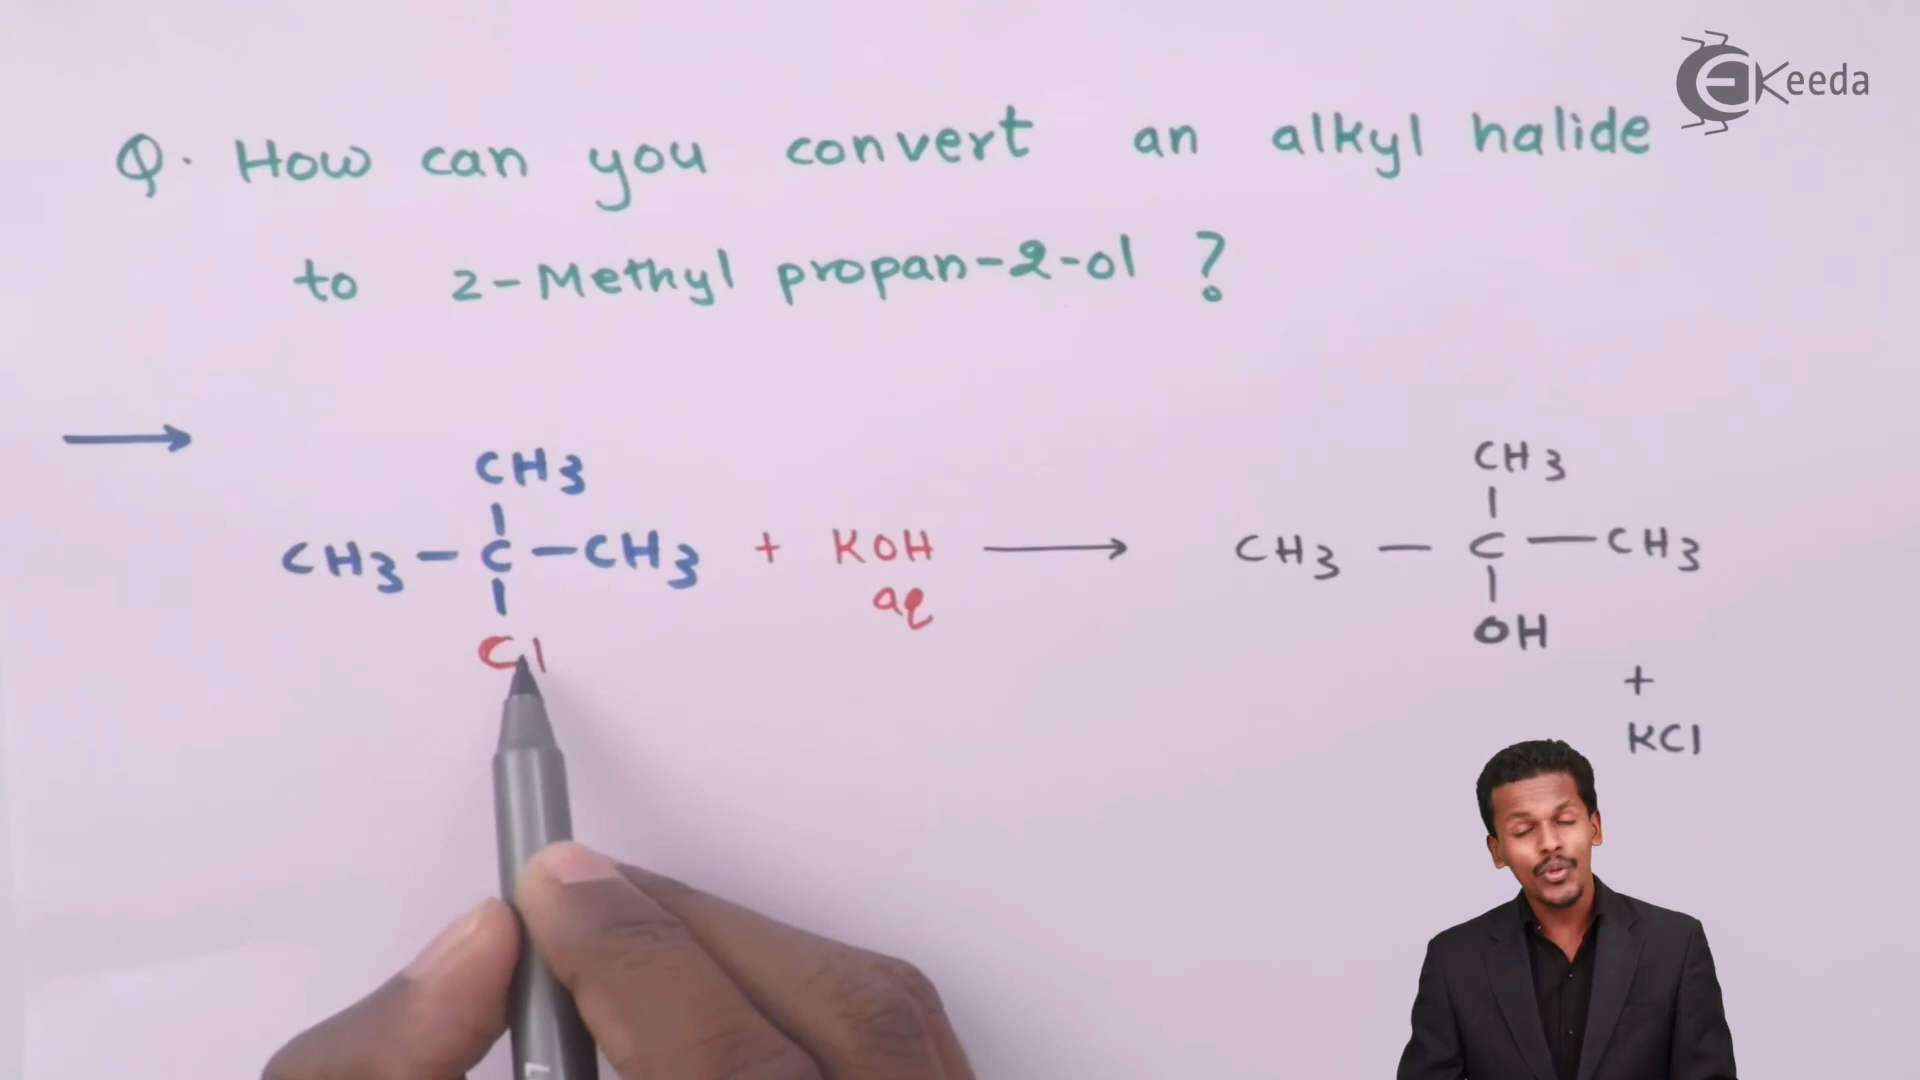 EKeeda
Q. How can you convert an alkyl halide
to 2-Methyl propan-2-ol ?
CH3
CH3 - C - CH3 + KOH ⟶
aq
Cl
CH3
CH3 - C - CH3
OH
+
KCl
L